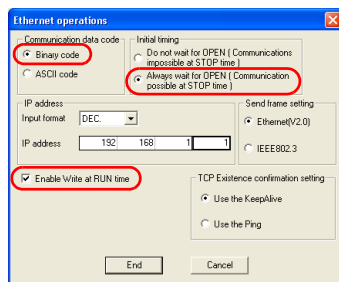 Ethernet operations
Communication data code
Binary code
ASCII code
Initial timing
Do not wait for OPEN ( Communications
impossible at STOP time )
Always wait for OPEN ( Communication
possible at STOP time )
IP address
Input format DEC.
IP address 192 168 1 1
Send frame setting
Ethernet(V2.0)
IEEE802.3
Enable Write at RUN time
TCP Existence confirmation setting
Use the KeepAlive
Use the Ping
End
Cancel